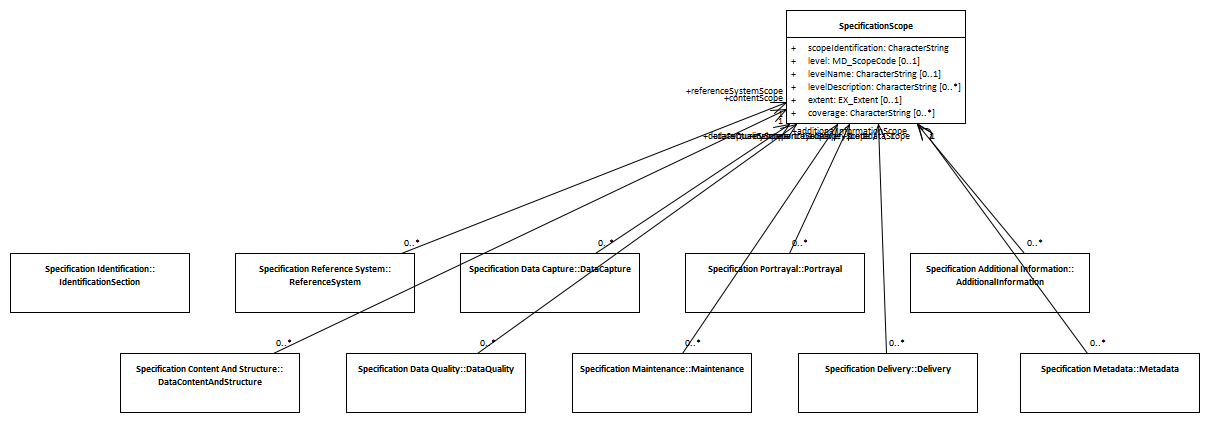 SpecificationScope
+ scopeIdentification: CharacterString
+ level: MD_ScopeCode [0..1]
+ levelName: CharacterString [0..1]
+ levelDescription: CharacterString [0..*]
+ extent: EX_Extent [0..1]
+ coverage: CharacterString [0..*]
+referenceSystemScope
+contentScope
+additionalInformationScope
0..*
0..*
0..*
0..*
Specification Identification::
IdentificationSection
Specification Reference System::
ReferenceSystem
Specification Data Capture::DataCapture
Specification Portrayal::Portrayal
Specification Additional Information::
AdditionalInformation
0..*
0..*
0..*
0..*
0..*
Specification Content And Structure::
DataContentAndStructure
Specification Data Quality::DataQuality
Specification Maintenance::Maintenance
Specification Delivery::Delivery
Specification Metadata::Metadata